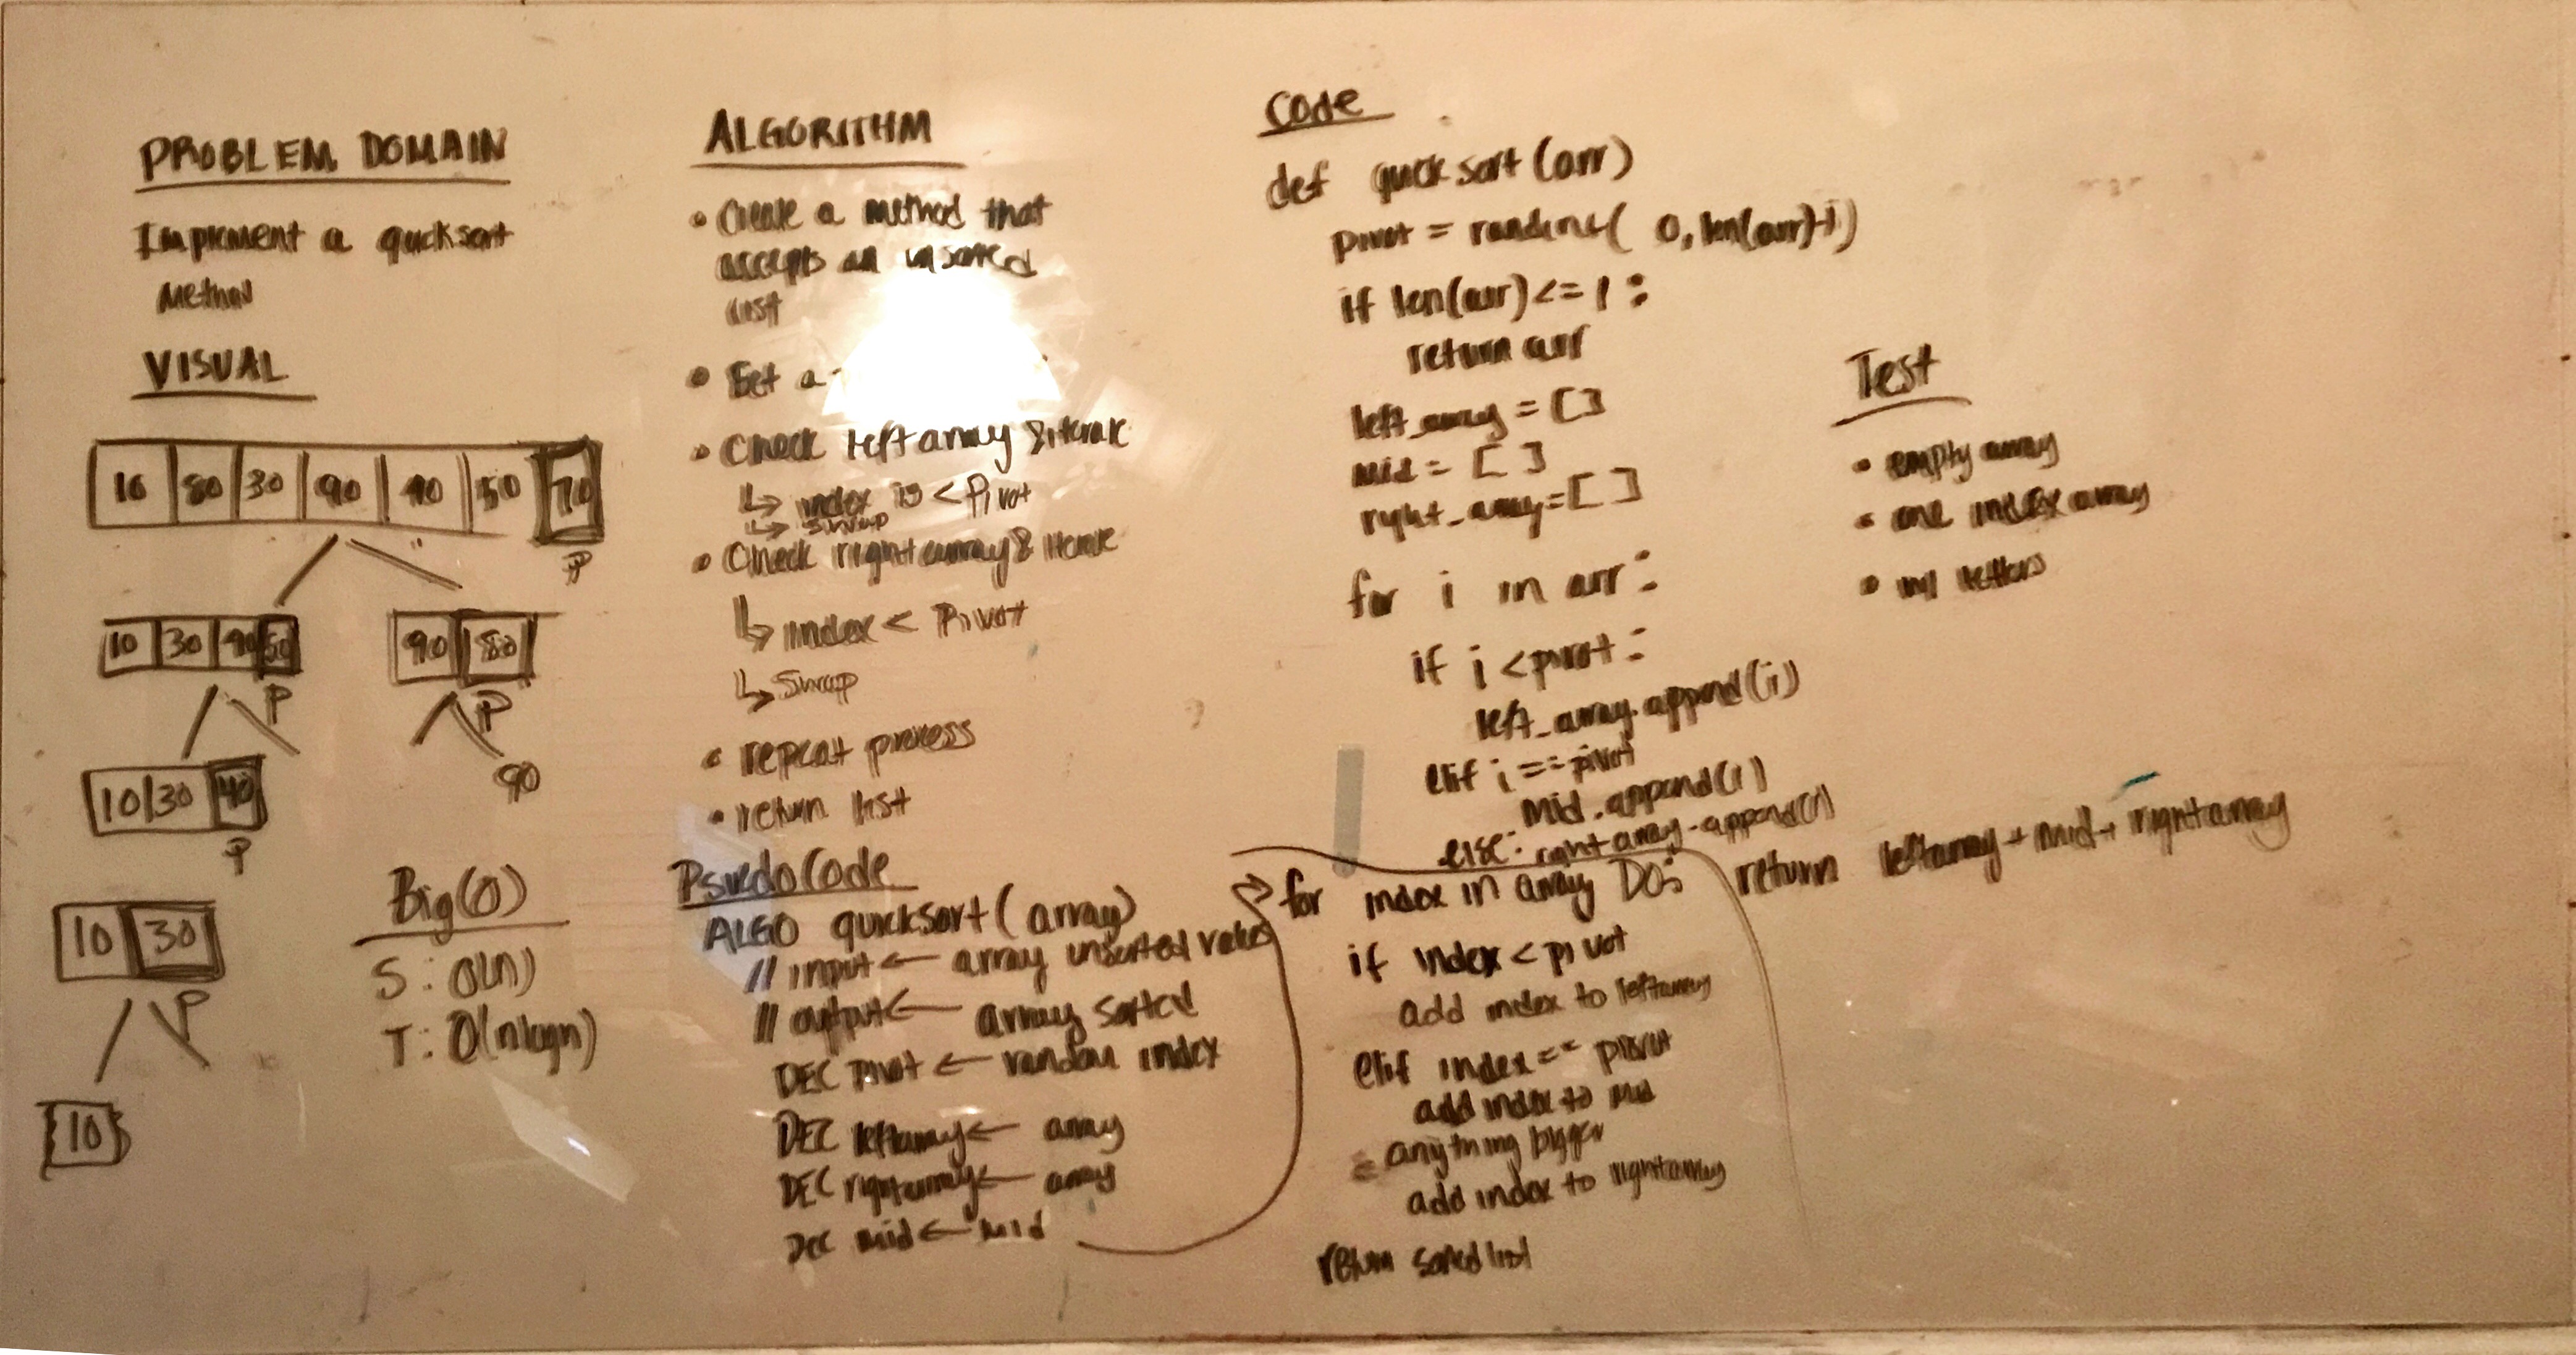 PROBLEM DOMAIN
Implement a quicksort
method
VISUAL
10 80 30 90 40 50 70
P
10 30 40 50
90 80
P
P
10 30 40
90
P
10 30
P
10
Big(O)
S: O(n)
T: O(nlogn)
ALGORITHM
• Create a method that
accepts an unsorted
list
• Set a
• Check left array & iterate
↳ index is < Pivot
↳ Swap
• Check right array & iterate
↳ index < Pivot
↳ Swap
• repeat process
• return list
PsuedoCode
ALGO quicksort(array)
// input ← array unsorted
// output ← array sorted
DEC pivot ← random index
DEC leftarray ← array
DEC rightarray ← array
DEC mid ← mid
for index in array DO:
if index < pivot
add index to leftarray
elif index == pivot
add index to mid
anything bigger
add index to rightarray
return sorted list
Code
def quicksort(arr)
pivot = randint( 0, len(arr)-1)
if len(arr) <= 1 :
return arr
left_array = []
mid = [ ]
right_array = [ ]
for i in arr :
if i < pivot :
left_array.append(i)
elif i == pivot
mid.append(i)
else: right array.append(i)
return leftarray + mid + rightarray
Test
• empty array
• one index array
• letters